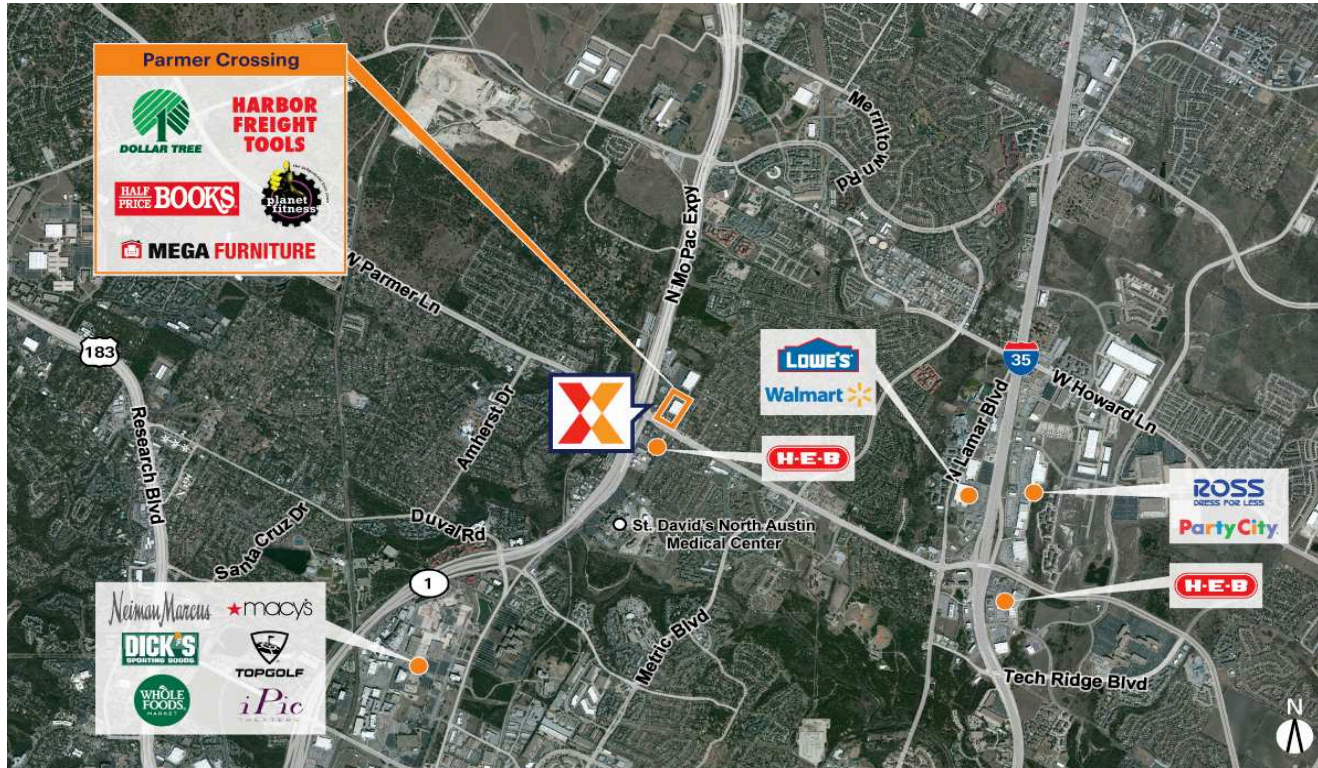 Parmer Crossing
DOLLAR TREE
HARBOR
FREIGHT
TOOLS
HALF
PRICE
BOOKS
planet
fitness
MEGA FURNITURE
Merriltown
Rd
N MoPac Expy
W Parmer Ln
183
Research Blvd
Amherst Dr
LOWE'S
Walmart
35
W Howard Ln
N Lamar Blvd
H-E-B
ROSS
DRESS FOR LESS
Party City
Santa Cruz Dr
Duval Rd
St. David's North Austin
Medical Center
1
H-E-B
Neiman Marcus
macy's
DICK'S
SPORTING GOODS
TOPGOLF
WHOLE
FOODS
MARKET
iPic
THEATERS
Metric Blvd
Tech Ridge Blvd
N